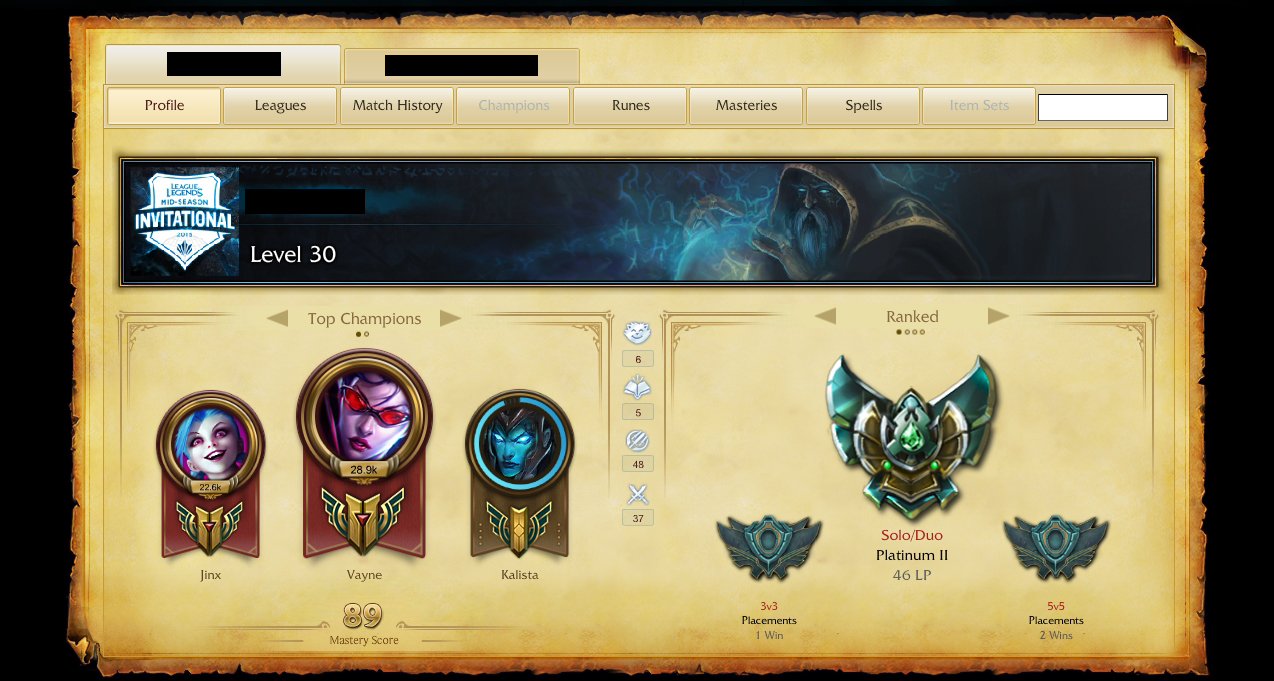 Profile
Leagues
Match History
Champions
Runes
Masteries
Spells
Item Sets
LEAGUE
LEGENDS
MID-SEASON
INVITATIONAL
2015
Level 30
Top Champions
Ranked
6
5
48
37
22.6k
28.9k
Jinx
Vayne
Kalista
89
Mastery Score
Solo/Duo
Platinum II
46 LP
3v3
Placements
1 Win
5v5
Placements
2 Wins